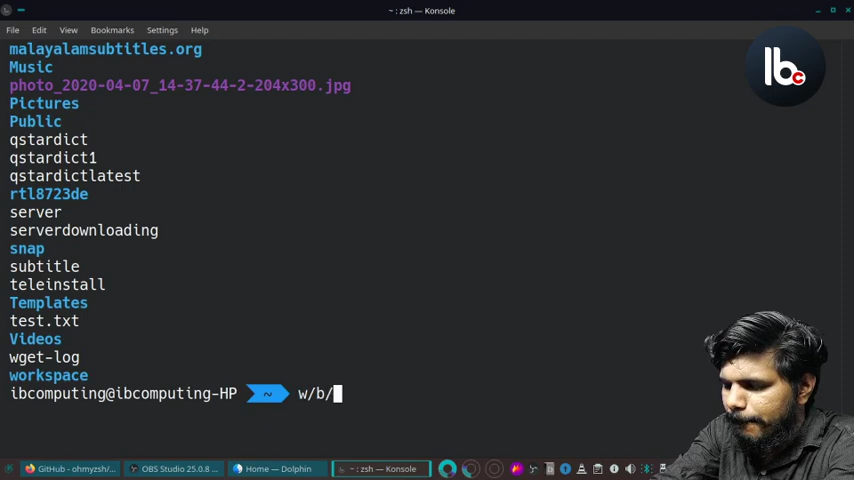 ~ : zsh — Konsole
File Edit View Bookmarks Settings Help
malayalamsubtitles.org
Music
photo_2020-04-07_14-37-44-2-204x300.jpg
Pictures
Public
qstardict
qstardict1
qstardictlatest
rtl8723de
server
serverdownloading
snap
subtitle
teleinstall
Templates
test.txt
Videos
wget-log
workspace
ibcomputing@ibcomputing-HP ~ w/b/
GitHub - ohmyzsh/... OBS Studio 25.0.8 ... Home — Dolphin ~ : zsh — Konsole
Ibc